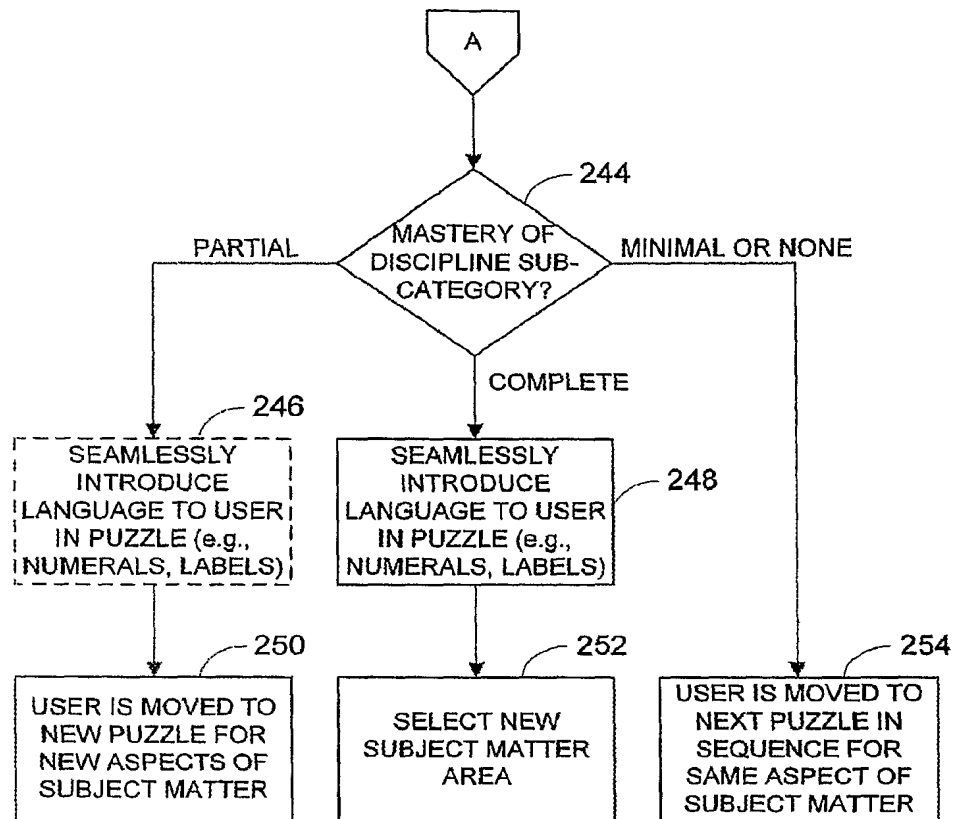 A
244
MASTERY OF
DISCIPLINE SUB-
CATEGORY?
PARTIAL
MINIMAL OR NONE
COMPLETE
246
SEAMLESSLY
INTRODUCE
LANGUAGE TO USER
IN PUZZLE (e.g.,
NUMERALS, LABELS)
248
SEAMLESSLY
INTRODUCE
LANGUAGE TO USER
IN PUZZLE (e.g.,
NUMERALS, LABELS)
250
USER IS MOVED TO
NEW PUZZLE FOR
NEW ASPECTS OF
SUBJECT MATTER
252
SELECT NEW
SUBJECT MATTER
AREA
254
USER IS MOVED TO
NEXT PUZZLE IN
SEQUENCE FOR
SAME ASPECT OF
SUBJECT MATTER